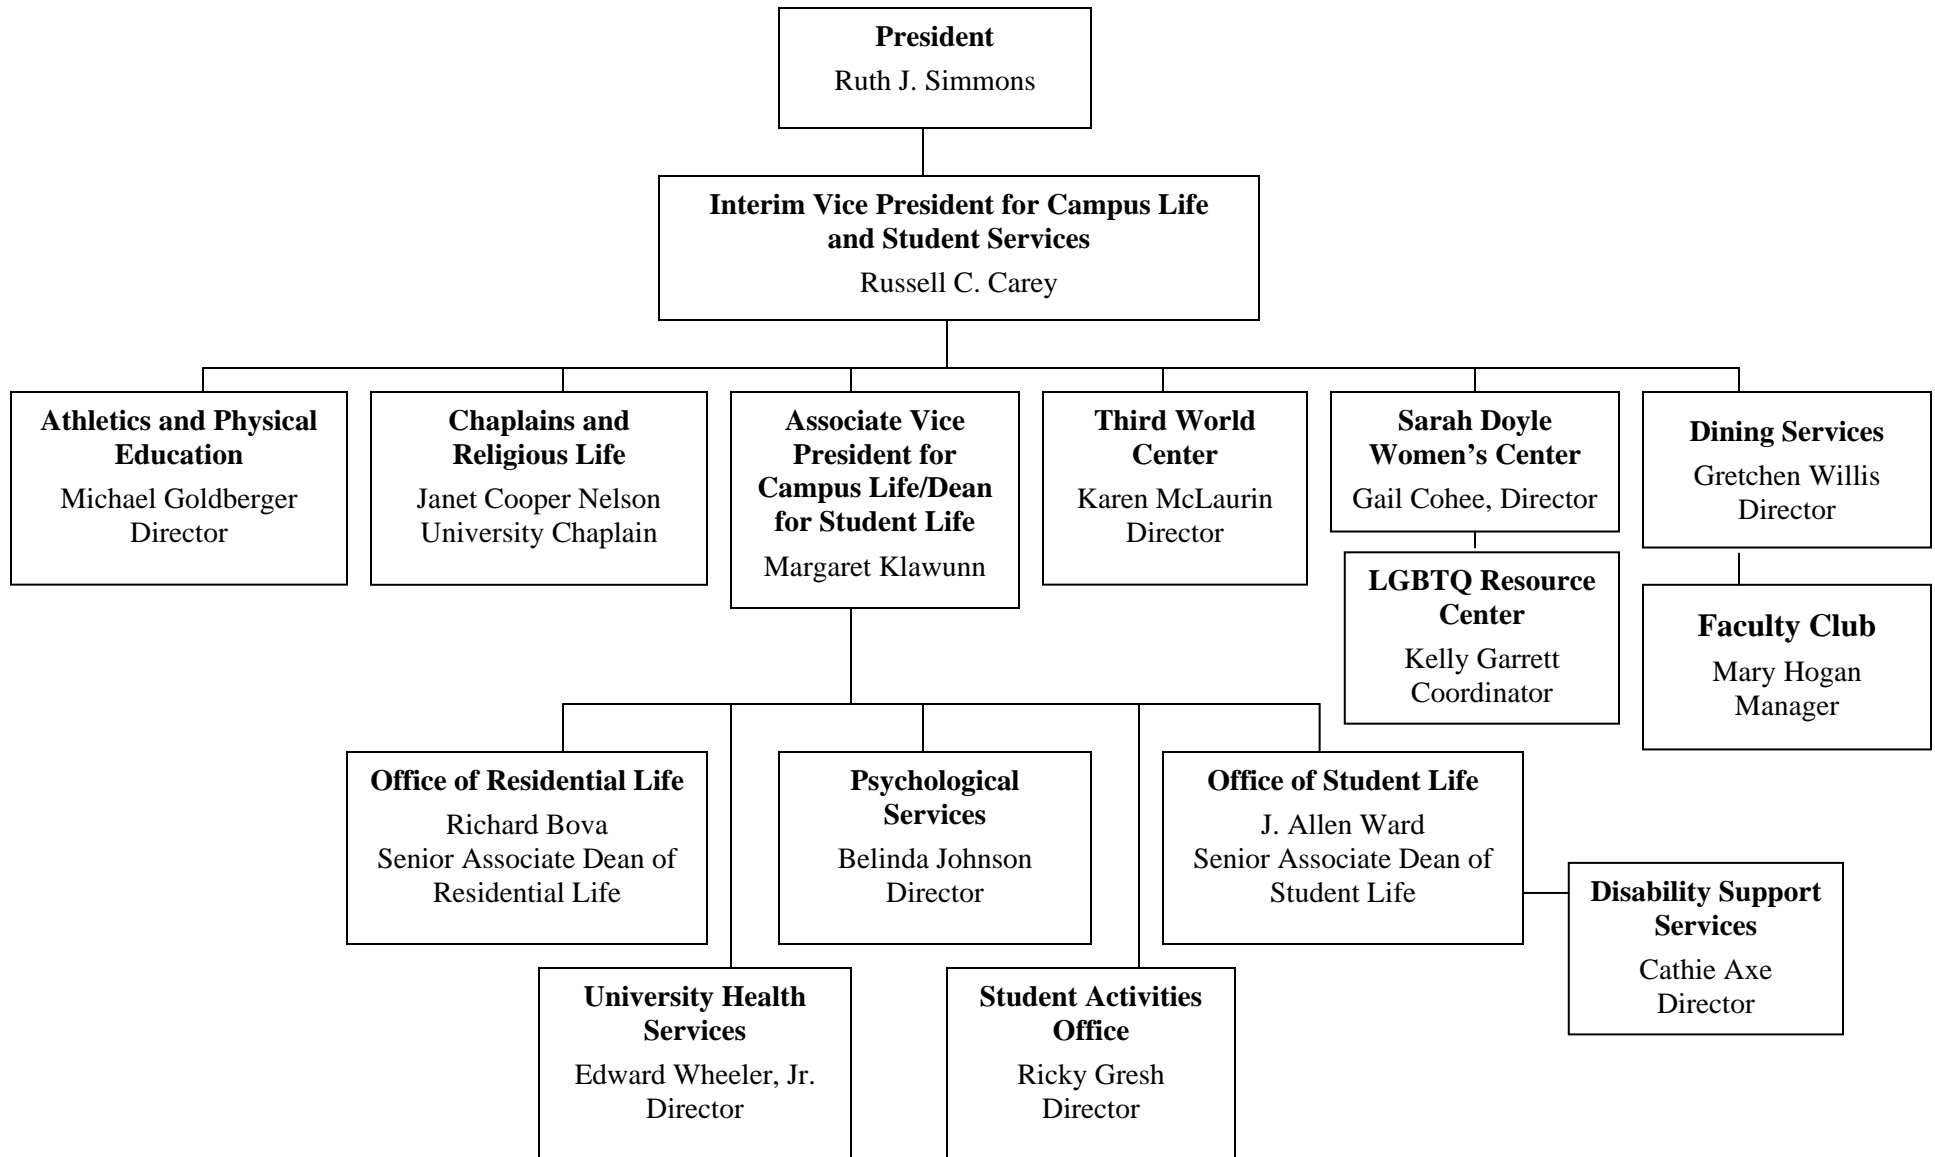 President
Ruth J. Simmons
Interim Vice President for Campus Life
and Student Services
Russell C. Carey
Athletics and Physical
Education
Michael Goldberger
Director
Chaplains and
Religious Life
Janet Cooper Nelson
University Chaplain
Associate Vice
President for
Campus Life/Dean
for Student Life
Margaret Klawunn
Third World
Center
Karen McLaurin
Director
Sarah Doyle
Women’s Center
Gail Cohee, Director
Dining Services
Gretchen Willis
Director
LGBTQ Resource
Center
Kelly Garrett
Coordinator
Faculty Club
Mary Hogan
Manager
Office of Residential Life
Richard Bova
Senior Associate Dean of
Residential Life
Psychological
Services
Belinda Johnson
Director
Office of Student Life
J. Allen Ward
Senior Associate Dean of
Student Life
Disability Support
Services
Cathie Axe
Director
University Health
Services
Edward Wheeler, Jr.
Director
Student Activities
Office
Ricky Gresh
Director